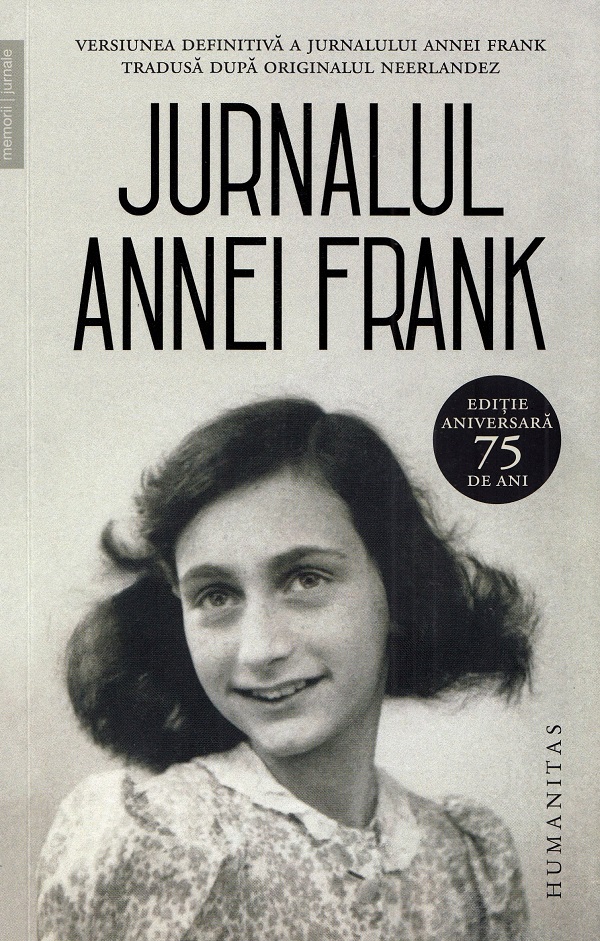 memorii | jurnale
VERSIUNEA DEFINITIVĂ A JURNALULUI ANNEI FRANK
TRADUSĂ DUPĂ ORIGINALUL NEERLANDEZ
JURNALUL
ANNEI FRANK
EDIȚIE
ANIVERSARĂ
75
DE ANI
HUMANITAS